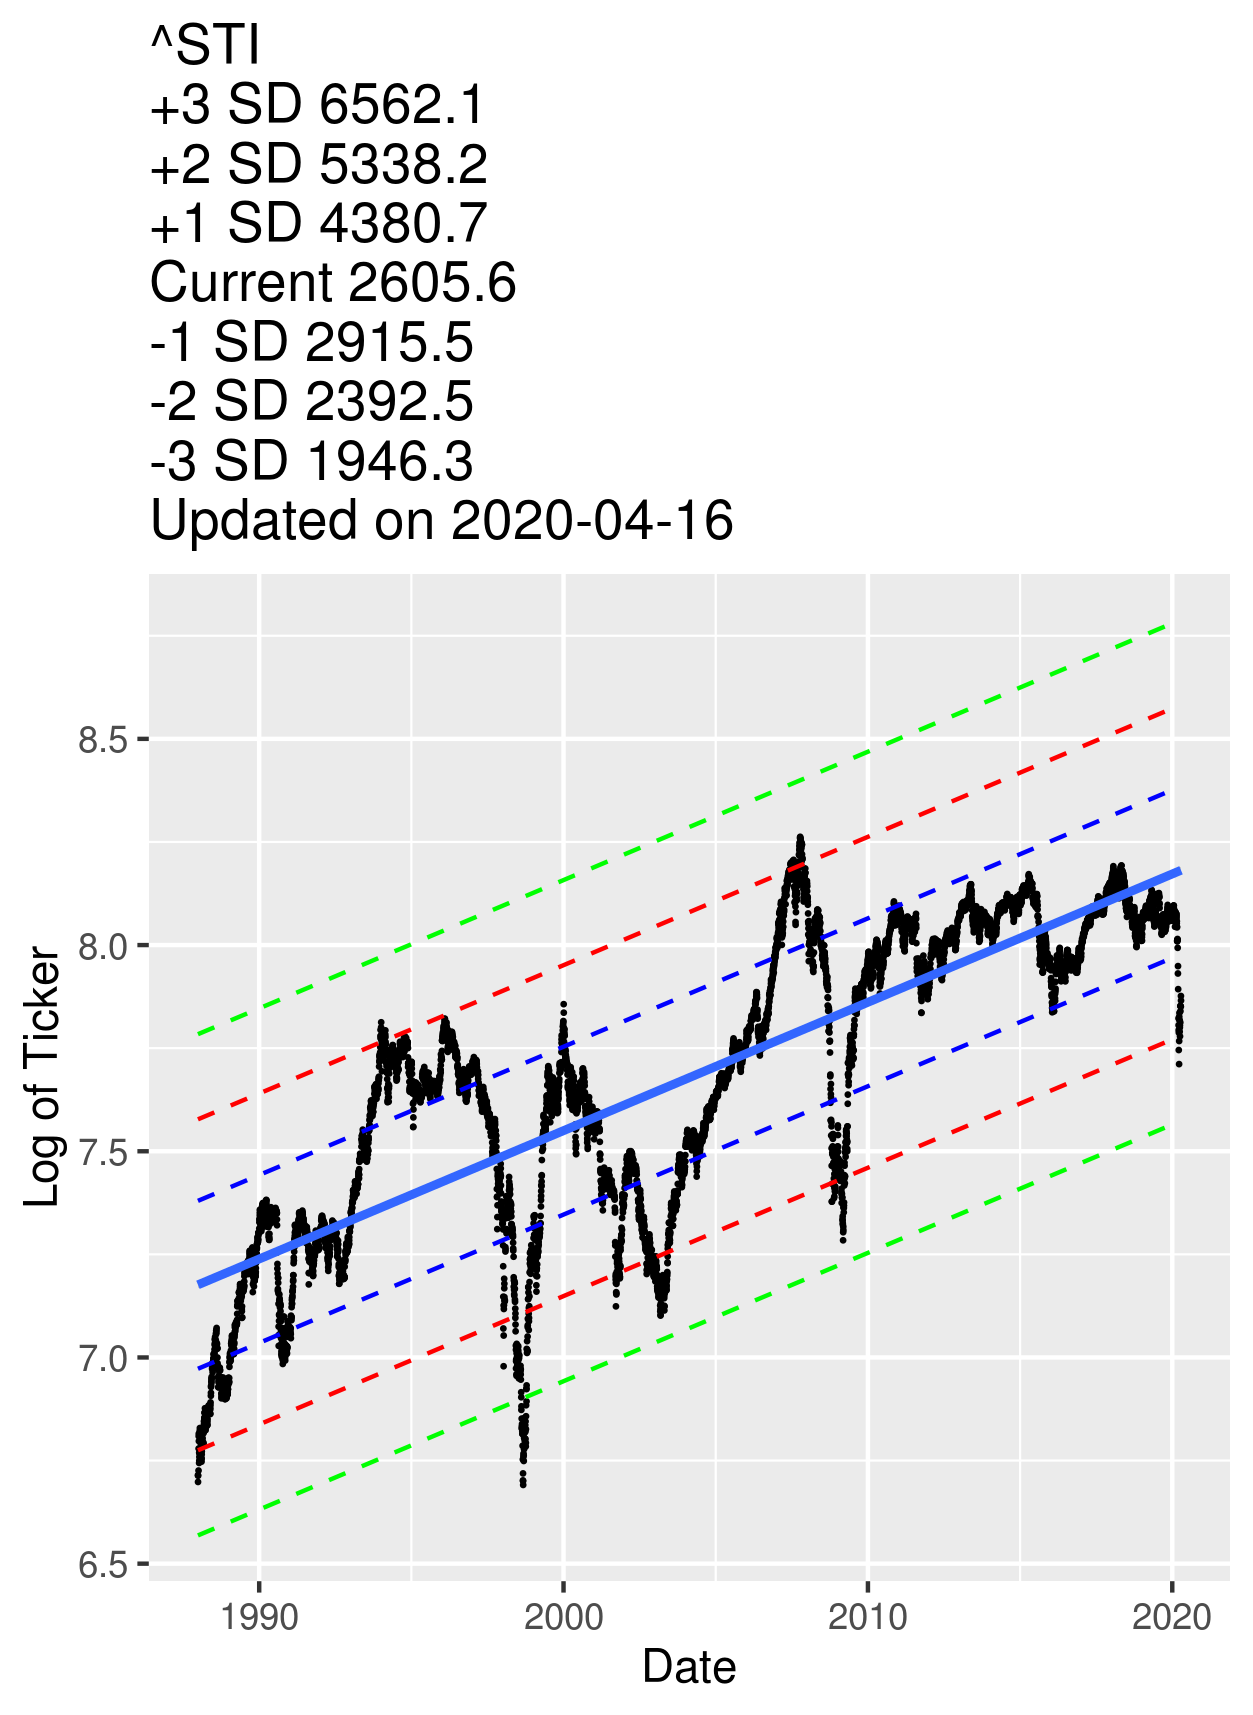 ^STI
+3 SD 6562.1
+2 SD 5338.2
+1 SD 4380.7
Current 2605.6
-1 SD 2915.5
-2 SD 2392.5
-3 SD 1946.3
Updated on 2020-04-16
8.5
8.0
7.5
7.0
6.5
Log of Ticker
1990 2000 2010 2020
Date